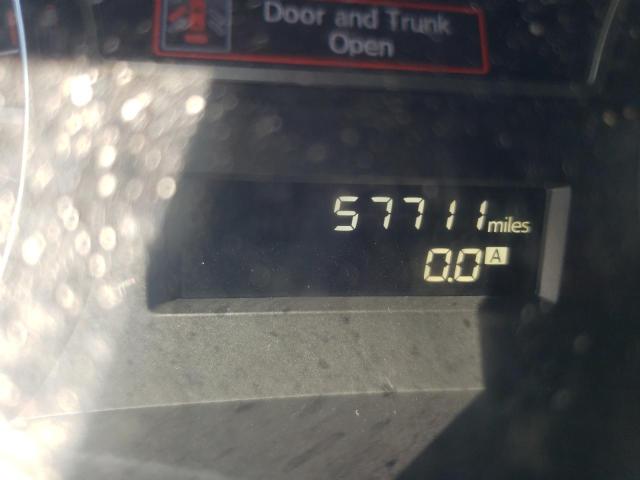 Door and Trunk
Open
57711 miles
0.0 A